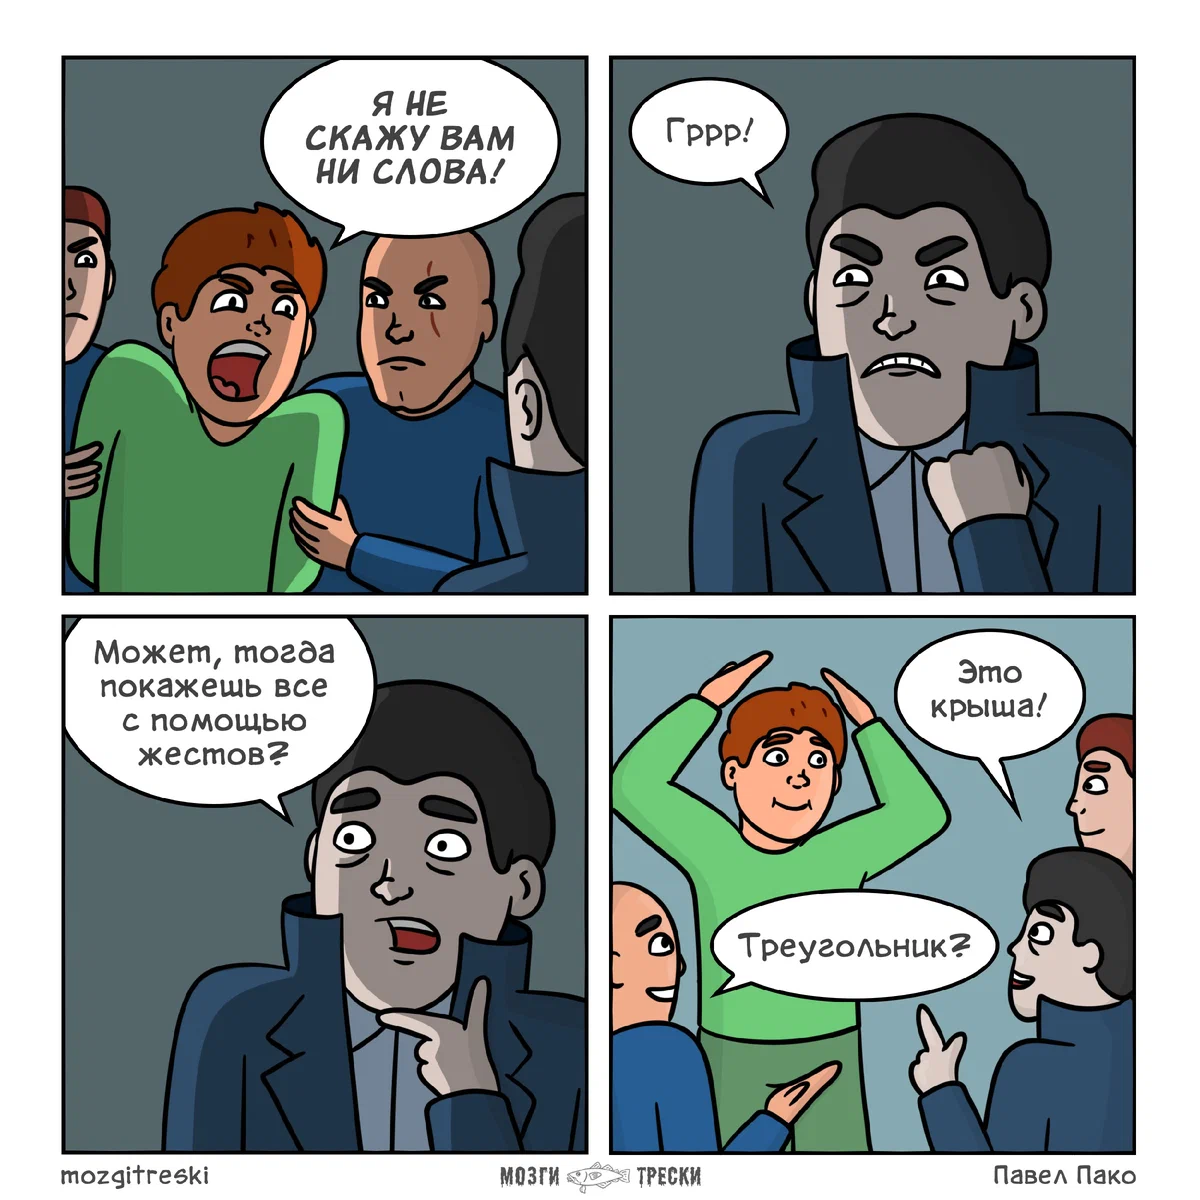 Я НЕ
СКАЖУ ВАМ
НИ СЛОВА!
Гррр!
Может, тогда
покажешь все
с помощью
жестов?
Это
крыша!
Треугольник?
mozgitreski
МОЗГИ ТРЕСКИ
Павел Пако